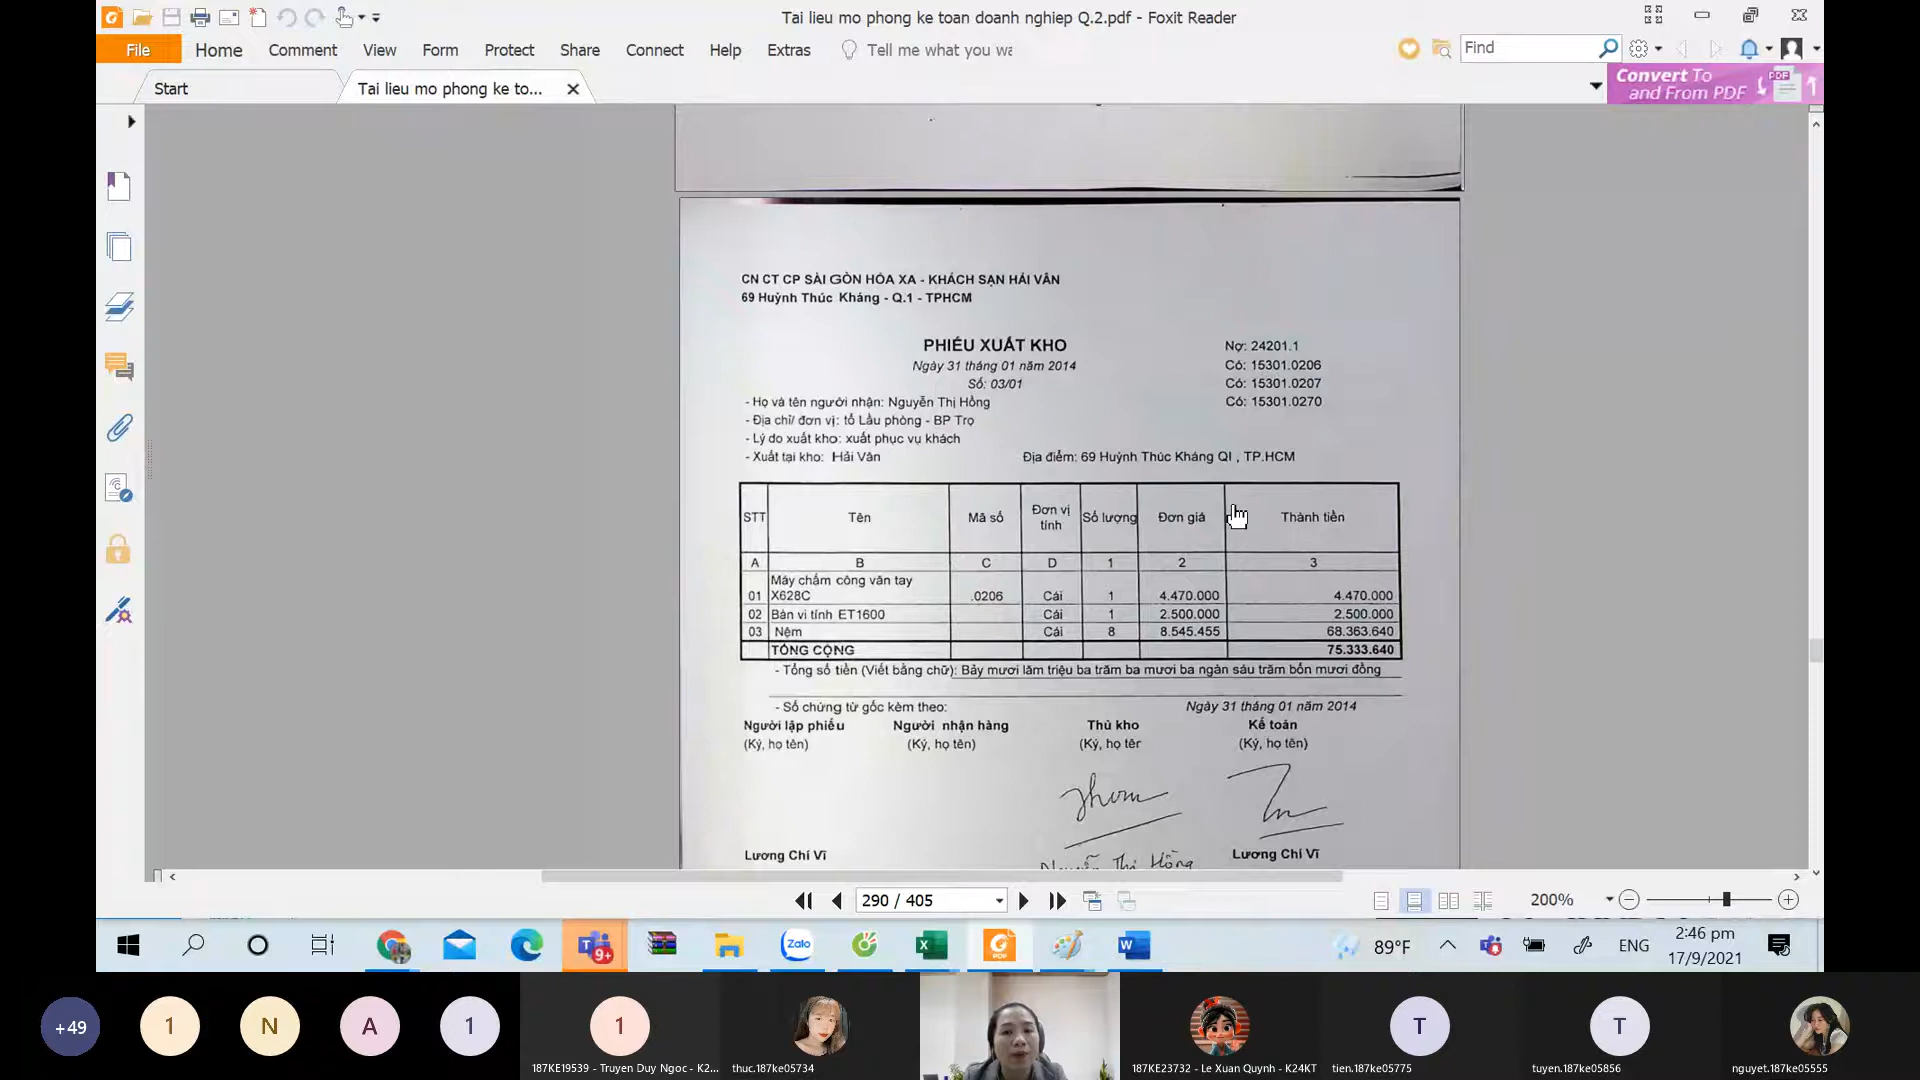 Tai lieu mo phong ke toan doanh nghiep Q.2.pdf - Foxit Reader
File Home Comment View Form Protect Share Connect Help Extras Tell me what you wa Find
Start Tai lieu mo phong ke to...
Convert To
and From PDF
PDF
CN CT CP SÀI GÒN HỎA XA - KHÁCH SẠN HẢI VÂN
69 Huỳnh Thúc Kháng - Q.1 - TPHCM
PHIẾU XUẤT KHO
Nợ: 24201.1
Ngày 31 tháng 01 năm 2014
Có: 15301.0206
Số: 03/01
Có: 15301.0207
- Họ và tên người nhận: Nguyễn Thị Hồng
Có: 15301.0270
- Địa chỉ/ đơn vị: tổ Lầu phòng - BP Trọ
- Lý do xuất kho: xuất phục vụ khách
- Xuất tại kho: Hải Vân Địa điểm: 69 Huỳnh Thúc Kháng QI , TP.HCM
STT Tên Mã số Đơn vị tính Số lượng Đơn giá Thành tiền
A B C D 1 2 3
Máy chấm công vân tay
01 X628C .0206 Cái 1 4.470.000 4.470.000
02 Bàn vi tính ET1600 Cái 1 2.500.000 2.500.000
03 Nệm Cái 8 8.545.455 68.363.640
TỔNG CỘNG 75.333.640
- Tổng số tiền (Viết bằng chữ): Bảy mươi lăm triệu ba trăm ba mươi ba ngàn sáu trăm bốn mươi đồng
- Số chứng từ gốc kèm theo: Ngày 31 tháng 01 năm 2014
Người lập phiếu Người nhận hàng Thủ kho Kế toán
(Ký, họ tên) (Ký, họ tên) (Ký, họ têr (Ký, họ tên)
Nguyễn Thị Hồng
Lương Chí Vĩ Lương Chí Vĩ
290 / 405 200%
9+ Zalo PDF 89°F ENG 2:46 pm
17/9/2021
+49 1 N A 1 1 T T
187KE19539 - Truyen Duy Ngoc - K2... thuc.187ke05734 187KE23732 - Le Xuan Quynh - K24KT tien.187ke05775 tuyen.187ke05856 nguyet.187ke05555